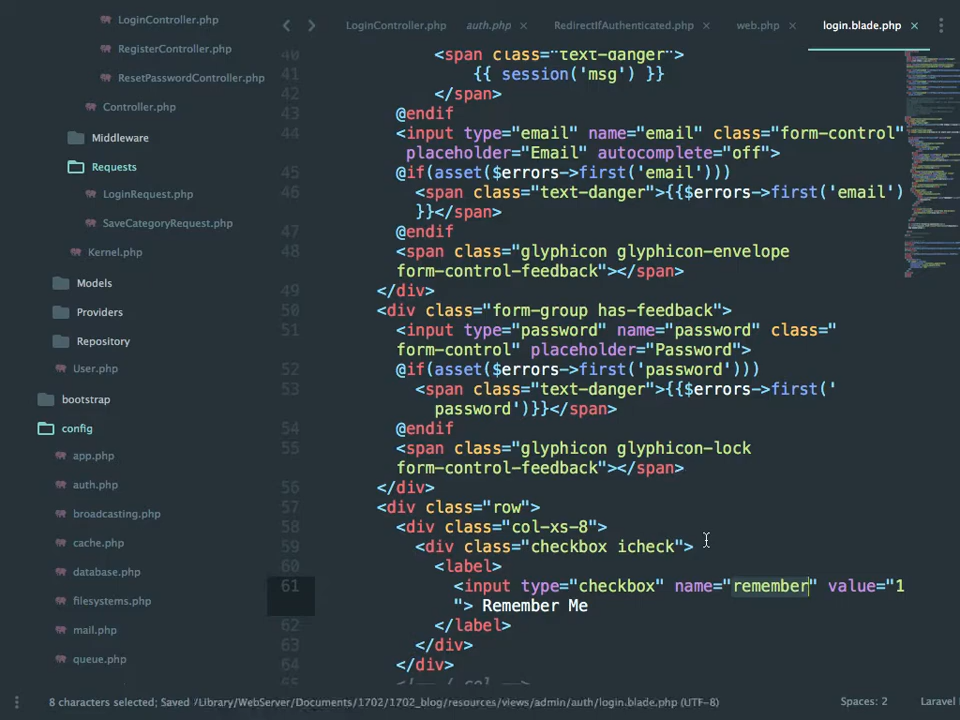 LoginController.php
RegisterController.php
ResetPasswordController.php
Controller.php
Middleware
Requests
LoginRequest.php
SaveCategoryRequest.php
Kernel.php
Models
Providers
Repository
User.php
bootstrap
config
app.php
auth.php
broadcasting.php
cache.php
database.php
filesystems.php
mail.php
queue.php
LoginController.php auth.php × RedirectIfAuthenticated.php × web.php × login.blade.php ×
40 <span class="text-danger">
41 {{ session('msg') }}
42 </span>
43 @endif
44 <input type="email" name="email" class="form-control"
placeholder="Email" autocomplete="off">
45 @if(asset($errors->first('email')))
46 <span class="text-danger">{{$errors->first('email')
}}</span>
47 @endif
48 <span class="glyphicon glyphicon-envelope
form-control-feedback"></span>
49 </div>
50 <div class="form-group has-feedback">
51 <input type="password" name="password" class="
form-control" placeholder="Password">
52 @if(asset($errors->first('password')))
53 <span class="text-danger">{{$errors->first('
password')}}</span>
54 @endif
55 <span class="glyphicon glyphicon-lock
form-control-feedback"></span>
56 </div>
57 <div class="row">
58 <div class="col-xs-8">
59 <div class="checkbox icheck">
60 <label>
61 <input type="checkbox" name="remember" value="1
"> Remember Me
62 </label>
63 </div>
64 </div>
65 <!-- /.col -->
8 characters selected; Saved /Library/WebServer/Documents/1702/1702_blog/resources/views/admin/auth/login.blade.php (UTF-8)
Spaces: 2
Laravel